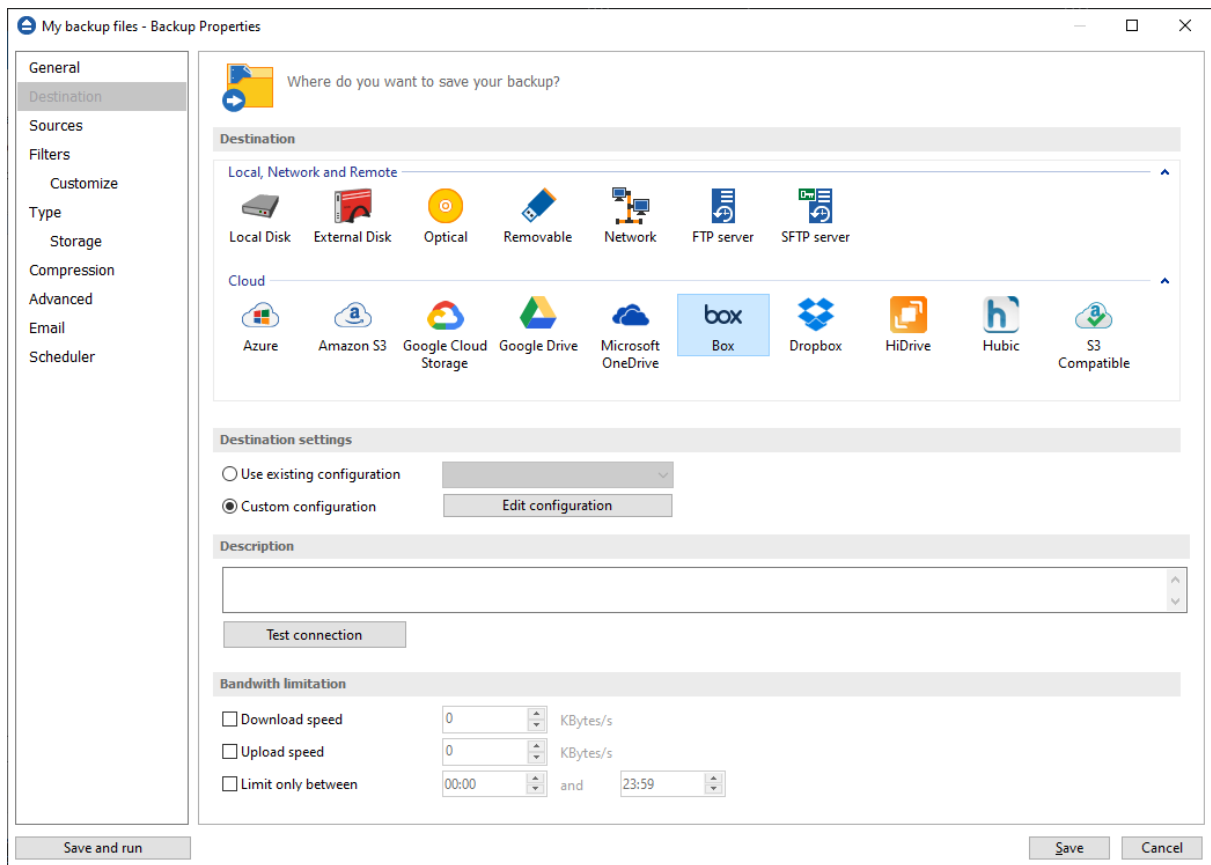 My backup files - Backup Properties
General
Destination
Sources
Filters
Customize
Type
Storage
Compression
Advanced
Email
Scheduler
Where do you want to save your backup?
Destination
Local, Network and Remote
Local Disk External Disk Optical Removable Network FTP server SFTP server
Cloud
box
Azure Amazon S3 Google Cloud Google Drive Microsoft Box Dropbox HiDrive Hubic S3
Storage OneDrive Compatible
Destination settings
Use existing configuration
Custom configuration Edit configuration
Description
Test connection
Bandwith limitation
Download speed 0 KBytes/s
Upload speed 0 KBytes/s
Limit only between 00:00 and 23:59
Save and run Save Cancel